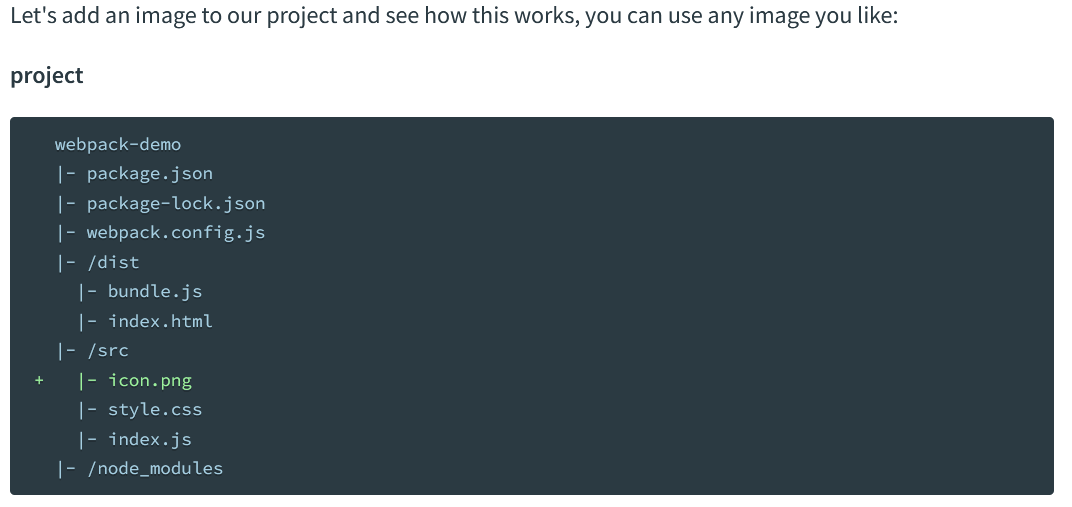 Let's add an image to our project and see how this works, you can use any image you like:
project
webpack-demo
|- package.json
|- package-lock.json
|- webpack.config.js
|- /dist
|- bundle.js
|- index.html
|- /src
+ |- icon.png
|- style.css
|- index.js
|- /node_modules